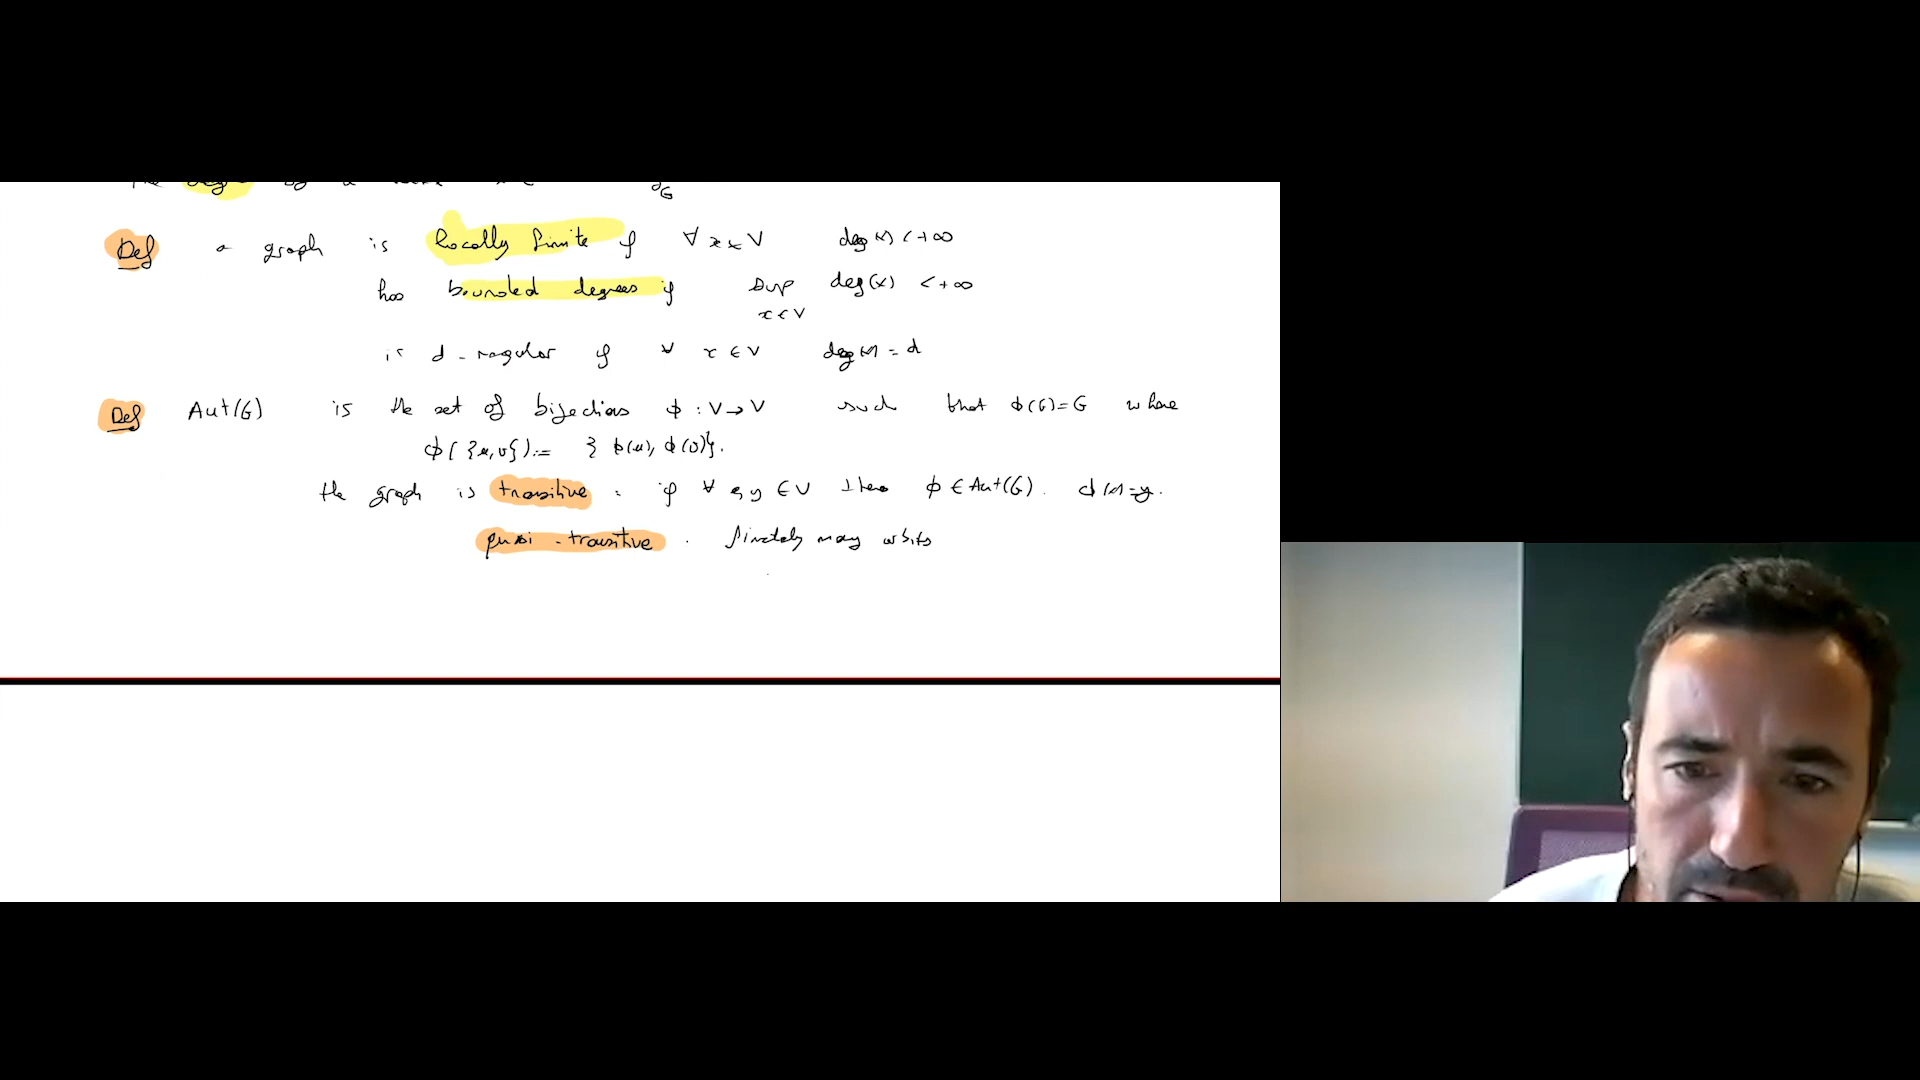 Def a graph is locally finite if ∀ x ∈ V deg(x) < +∞
has bounded degrees if sup deg(x) < +∞
x ∈ V
is d-regular if ∀ x ∈ V deg(x) = d
Def Aut(G) is the set of bijections ϕ : V → V such that ϕ(G) = G where
ϕ({u,v}) := { ϕ(u), ϕ(v)}.
the graph is transitive : if ∀ x,y ∈ V ϕ ∈ Aut(G). ϕ(x) = y.
quasi-transitive . finitely many orbits